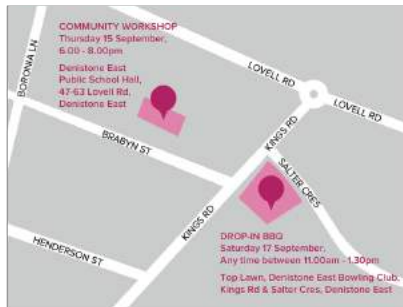 COMMUNITY WORKSHOP
Thursday 15 September,
6.00 - 8.00pm
Denistone East
Public School Hall,
47-63 Lovell Rd,
Denistone East
BORONIA LN
LOVELL RD
LOVELL RD
KINGS RD
BRABYN ST
SALTER CRES
KINGS RD
HENDERSON ST
DROP-IN BBQ
Saturday 17 September,
Any time between 11.00am - 1.30pm
Top Lawn, Denistone East Bowling Club,
Kings Rd & Salter Cres, Denistone East